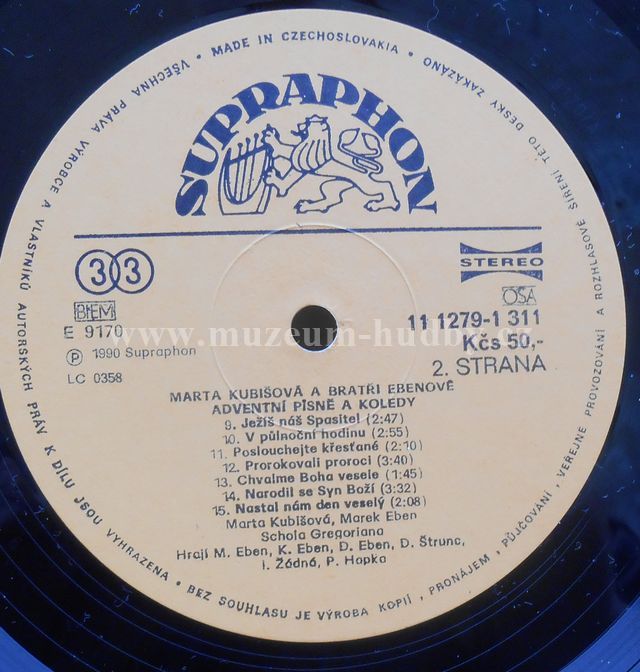 VŠECHNA PRÁVA VÝROBCE A VLASTNÍKŮ AUTORSKÝCH PRÁV K DÍLU JSOU VYHRAZENA • BEZ SOUHLASU JE VÝROBA KOPIÍ, PRONÁJEM, PŮJČOVÁNÍ, VEŘEJNÉ PROVOZOVÁNÍ A ROZHLASOVÉ ŠÍŘENÍ TÉTO DESKY ZAKÁZÁNO • MADE IN CZECHOSLOVAKIA •
SUPRAPHON
33
STEREO
BIEM
OSA
E 9170
11 1279-1 311
www.muzeum-hudby.cz
Ⓟ 1990 Supraphon
Kčs 50,-
LC 0358
2. STRANA
MARTA KUBIŠOVÁ A BRATŘI EBENOVÉ
ADVENTNÍ PÍSNĚ A KOLEDY
9. Ježíš náš Spasitel (2:47)
10. V půlnoční hodinu (2:55)
11. Poslouchejte křesťané (2:10)
12. Prorokovali proroci (3:40)
13. Chvalme Boha vesele (1:45)
14. Narodil se Syn Boží (3:32)
15. Nastal nám den veselý (2:08)
Marta Kubišová, Marek Eben
Schola Gregoriana
Hrají M. Eben, K. Eben, D. Eben, D. Štrunc,
I. Žádná, P. Hapka